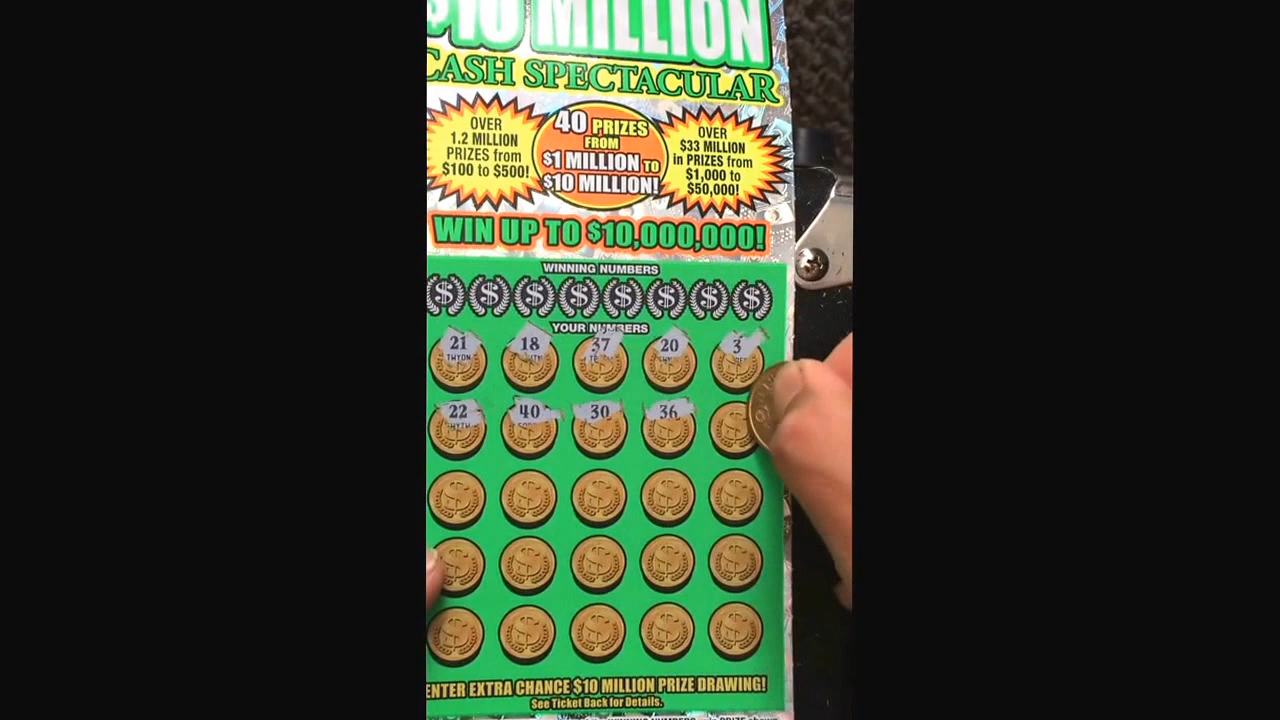 $10 MILLION
CASH SPECTACULAR
OVER
1.2 MILLION
PRIZES from
$100 to $500!
40 PRIZES
FROM
$1 MILLION TO
$10 MILLION!
OVER
$33 MILLION
in PRIZES from
$1,000 to
$50,000!
WIN UP TO $10,000,000!
WINNING NUMBERS
$ $ $ $ $ $ $ $
YOUR NUMBERS
21 18 37 20 3
THYON
22 40 30 36
ENTER EXTRA CHANCE $10 MILLION PRIZE DRAWING!
See Ticket Back for Details.